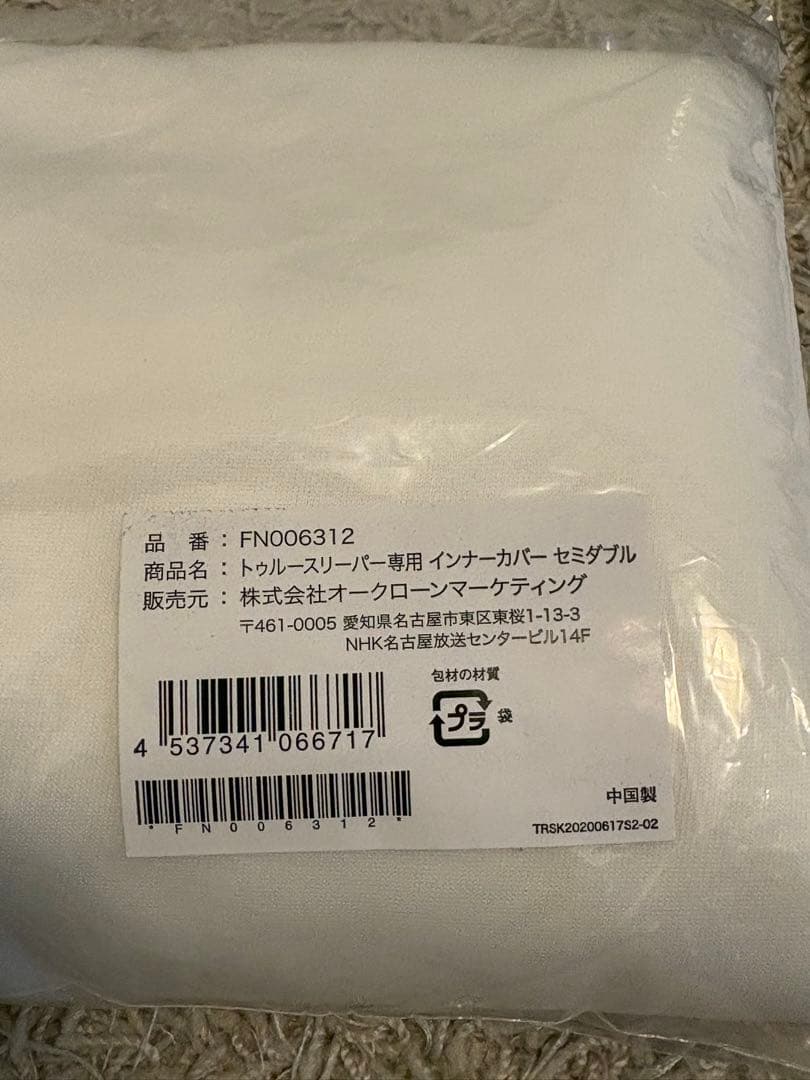 品　番：FN006312
商品名：トゥルースリーパー専用 インナーカバー セミダブル
販売元：株式会社オークローンマーケティング
〒461-0005 愛知県名古屋市東区東桜1-13-3
NHK名古屋放送センタービル14F
包材の材質
プラ 袋
4 537341 066717
*FN006312*
中国製
TRSK20200617S2-02